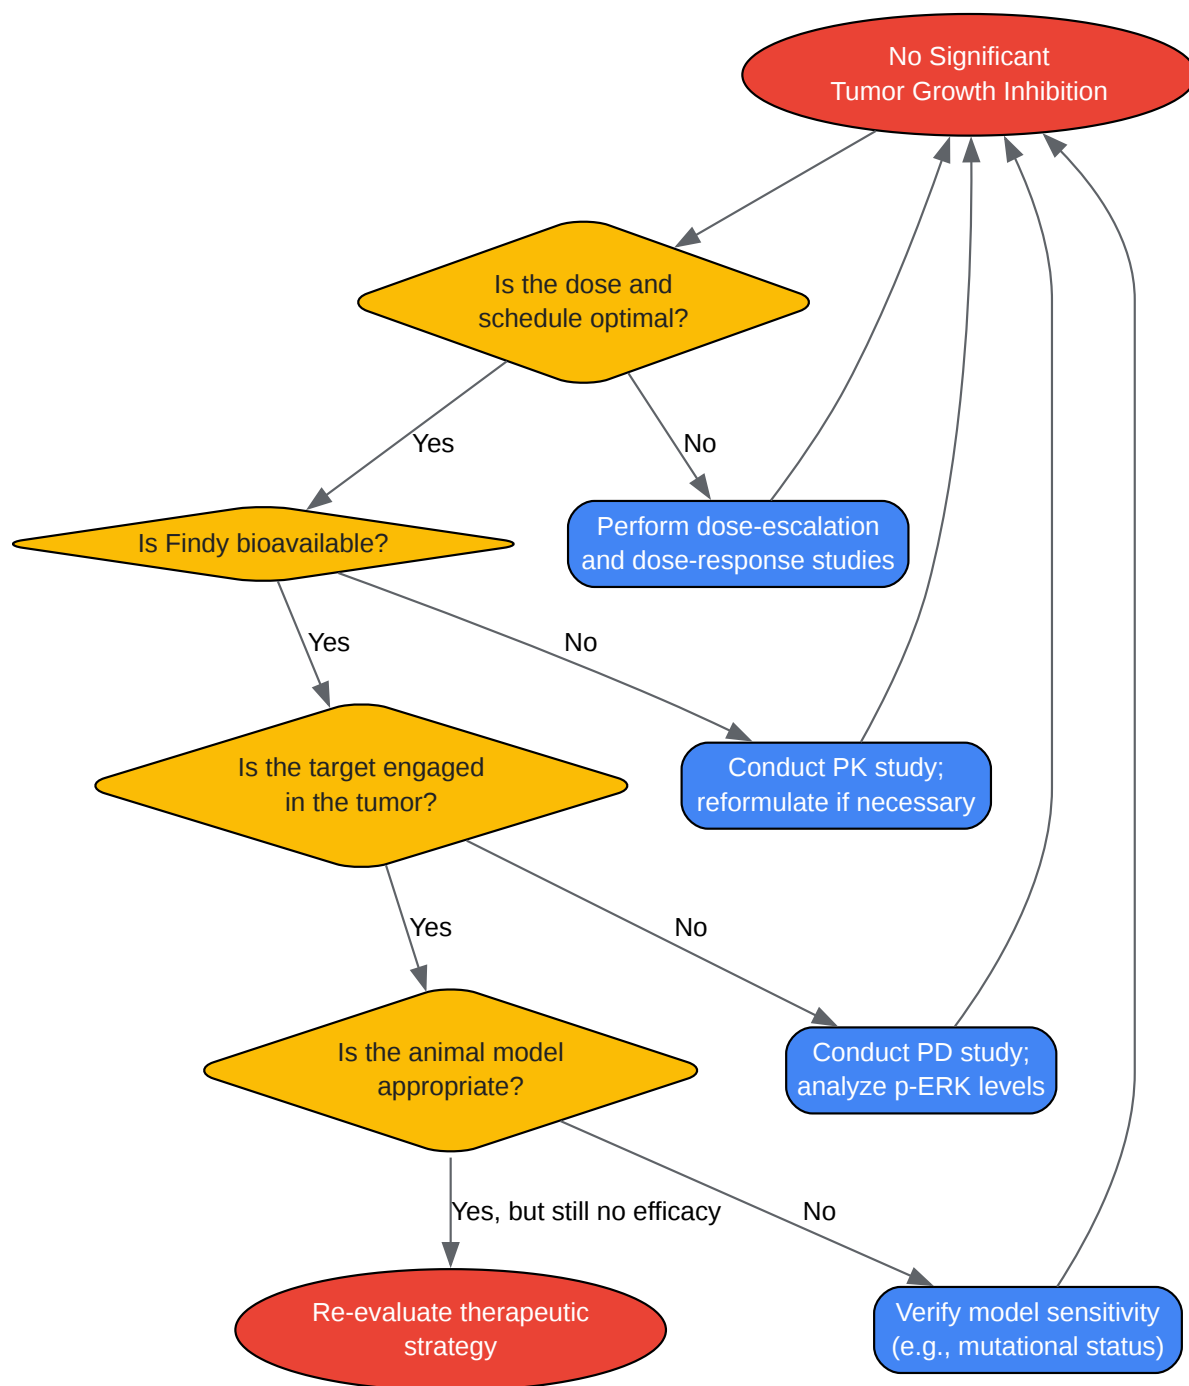 No Significant
Tumor Growth Inhibition
Is the dose and
schedule optimal?
Yes
No
Is Findy bioavailable?
Perform dose-escalation
and dose-response studies
Yes
No
Is the target engaged
in the tumor?
Conduct PK study;
reformulate if necessary
Yes
No
Is the animal model
appropriate?
Conduct PD study;
analyze p-ERK levels
Yes, but still no efficacy
No
Re-evaluate therapeutic
strategy
Verify model sensitivity
(e.g., mutational status)